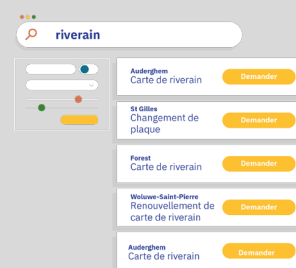 riverain
Auderghem
Carte de riverain
Demander
St Gilles
Changement de
plaque
Demander
Forest
Carte de riverain
Demander
Woluwe-Saint-Pierre
Renouvellement de
carte de riverain
Demander
Auderghem
Carte de riverain
Demander